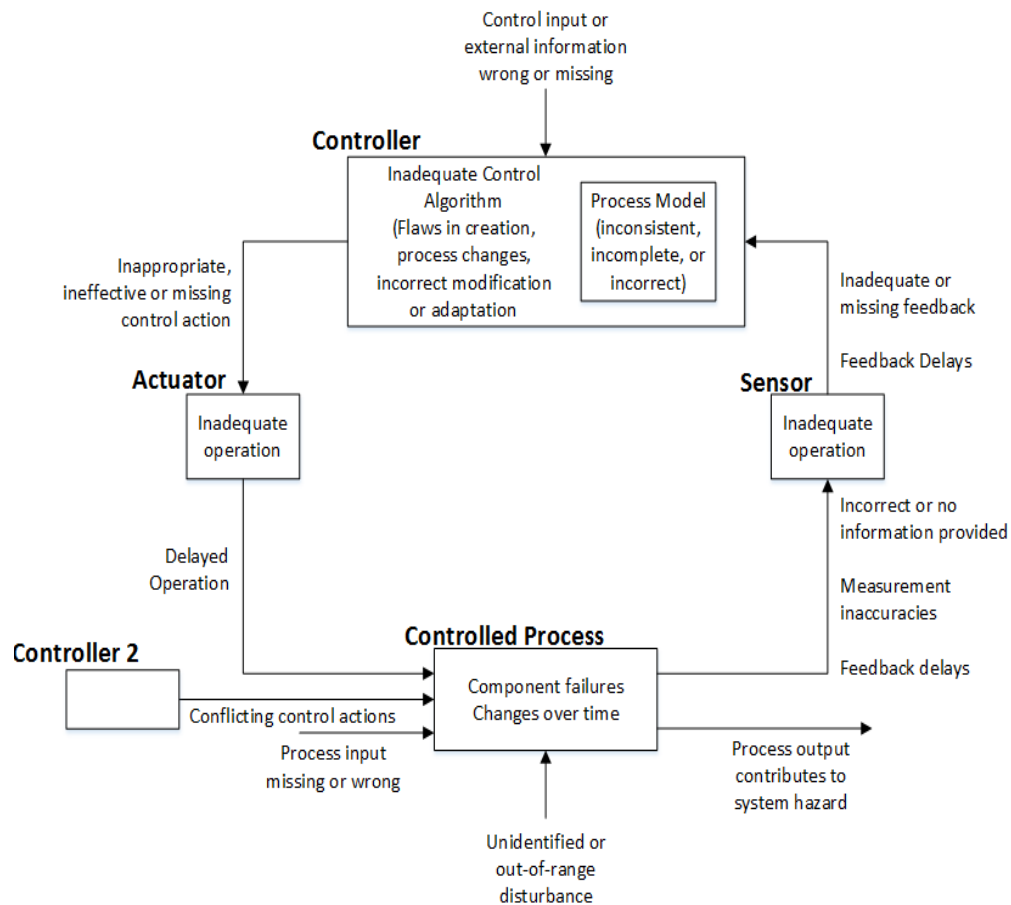 Control input or
external information
wrong or missing
Controller
Inadequate Control
Algorithm
(Flaws in creation,
process changes,
incorrect modification
or adaptation
Process Model
(inconsistent,
incomplete, or
incorrect)
Inappropriate,
ineffective or missing
control action
Inadequate or
missing feedback
Feedback Delays
Actuator
Inadequate
operation
Sensor
Inadequate
operation
Delayed
Operation
Incorrect or no
information provided
Measurement
inaccuracies
Feedback delays
Controller 2
Controlled Process
Component failures
Changes over time
Conflicting control actions
Process input
missing or wrong
Process output
contributes to
system hazard
Unidentified or
out-of-range
disturbance